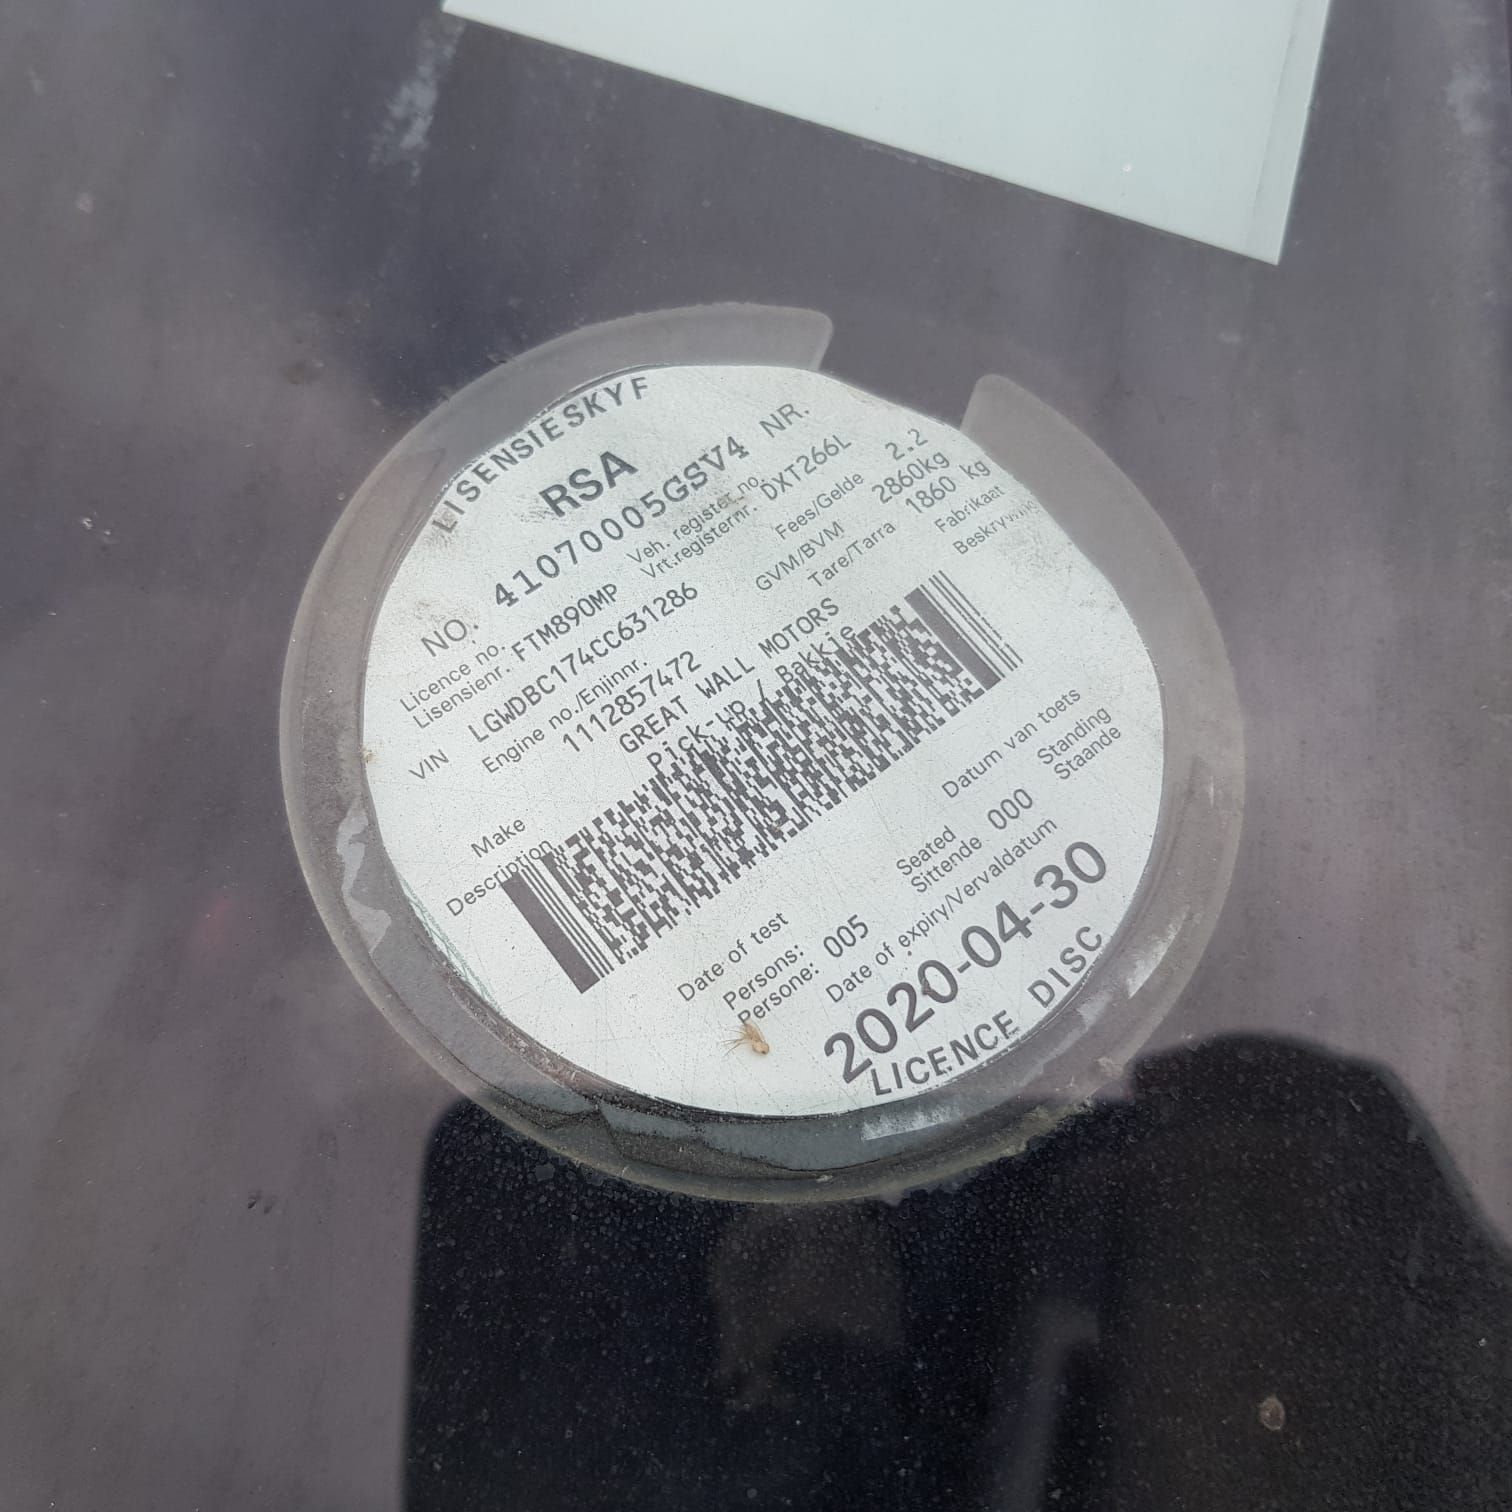 LISENSIESKYF
RSA
NO. 41070005GSV4 NR.
Licence no. Veh. register no.
Lisensienr. FTM890MP Vrt.registernr. DXT266L
VIN LGWDBC174CC631286 Fees/Gelde 2.2
Engine no./Enjinnr. GVM/BVM 2860kg
1112857472 Tare/Tarra 1860 kg
Make GREAT WALL MOTORS Fabrikaat
Description Pick-up / Bakkie
Date of test Datum van toets
Persons: Seated Standing
Persone: 005 Sittende 000 Staande
Date of expiry/Vervaldatum
2020-04-30
LICENCE DISC